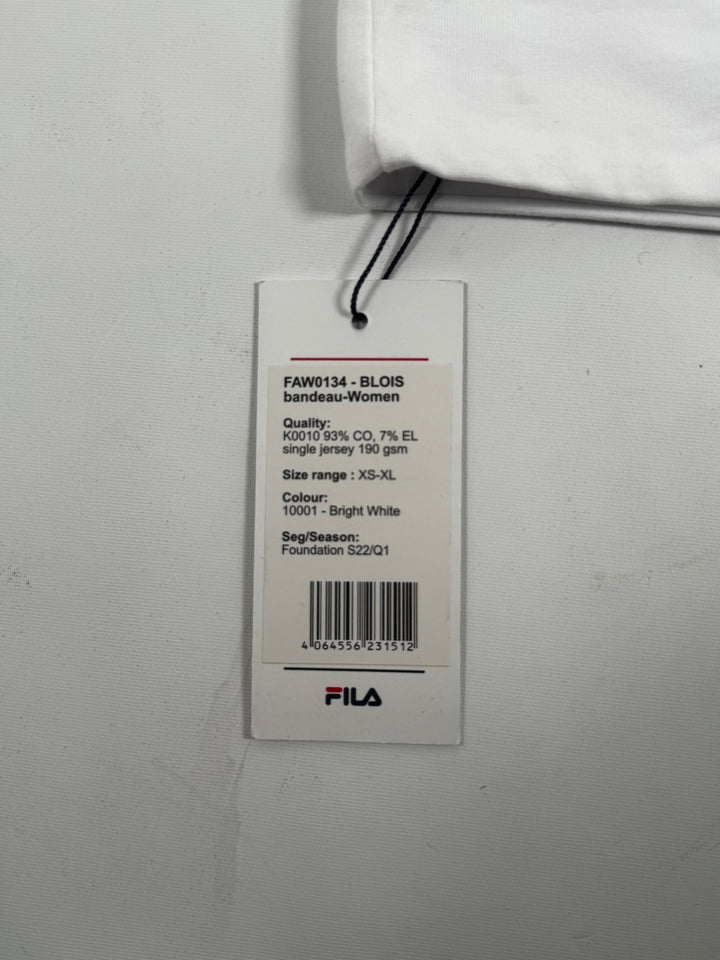 FAW0134 - BLOIS
bandeau-Women
Quality:
K0010 93% CO, 7% EL
single jersey 190 gsm
Size range : XS-XL
Colour:
10001 - Bright White
Seg/Season:
Foundation S22/Q1
4 064556 231512
FILA